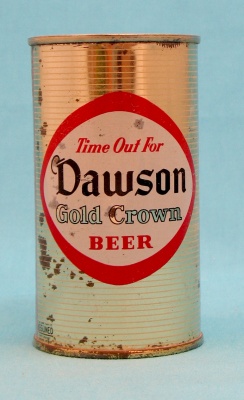 Time Out For
Dawson
Gold Crown
BEER